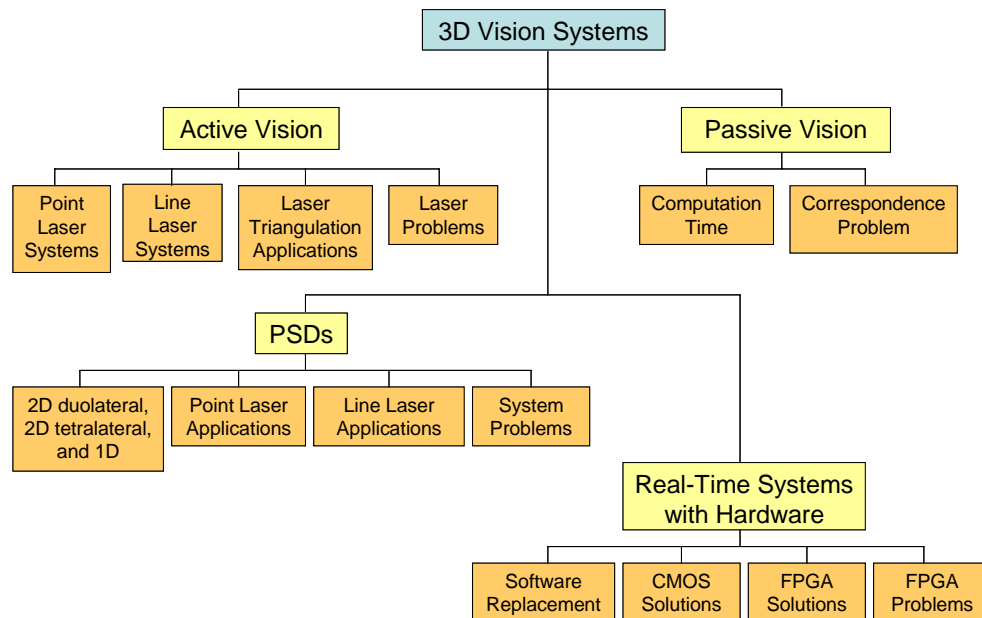 3D Vision Systems
Active Vision
Passive Vision
Point
Laser
Systems
Line
Laser
Systems
Laser
Triangulation
Applications
Laser
Problems
Computation
Time
Correspondence
Problem
PSDs
2D duolateral,
2D tetralateral,
and 1D
Point Laser
Applications
Line Laser
Applications
System
Problems
Real-Time Systems
with Hardware
Software
Replacement
CMOS
Solutions
FPGA
Solutions
FPGA
Problems